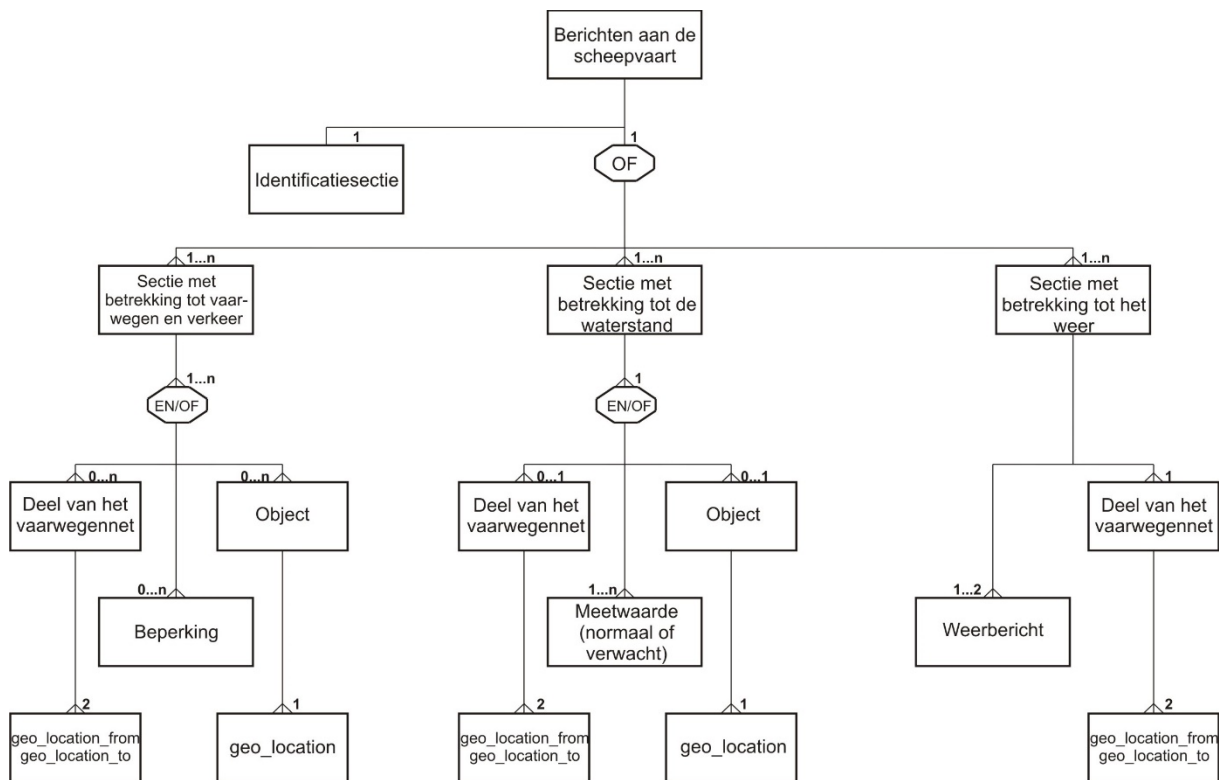 Berichten aan de
scheepvaart
1
1
Identificatiesectie
OF
1...n
1...n
1...n
Sectie met
betrekking tot vaar-
wegen en verkeer
Sectie met
betrekking tot de
waterstand
Sectie met
betrekking tot het
weer
1...n
1
EN/OF
EN/OF
0...n
0...n
0...1
0...1
1
Deel van het
vaarwegennet
Object
Deel van het
vaarwegennet
Object
Deel van het
vaarwegennet
0...n
1...n
1...2
Beperking
Meetwaarde
(normaal of
verwacht)
Weerbericht
2
1
2
1
2
geo_location_from
geo_location_to
geo_location
geo_location_from
geo_location_to
geo_location
geo_location_from
geo_location_to